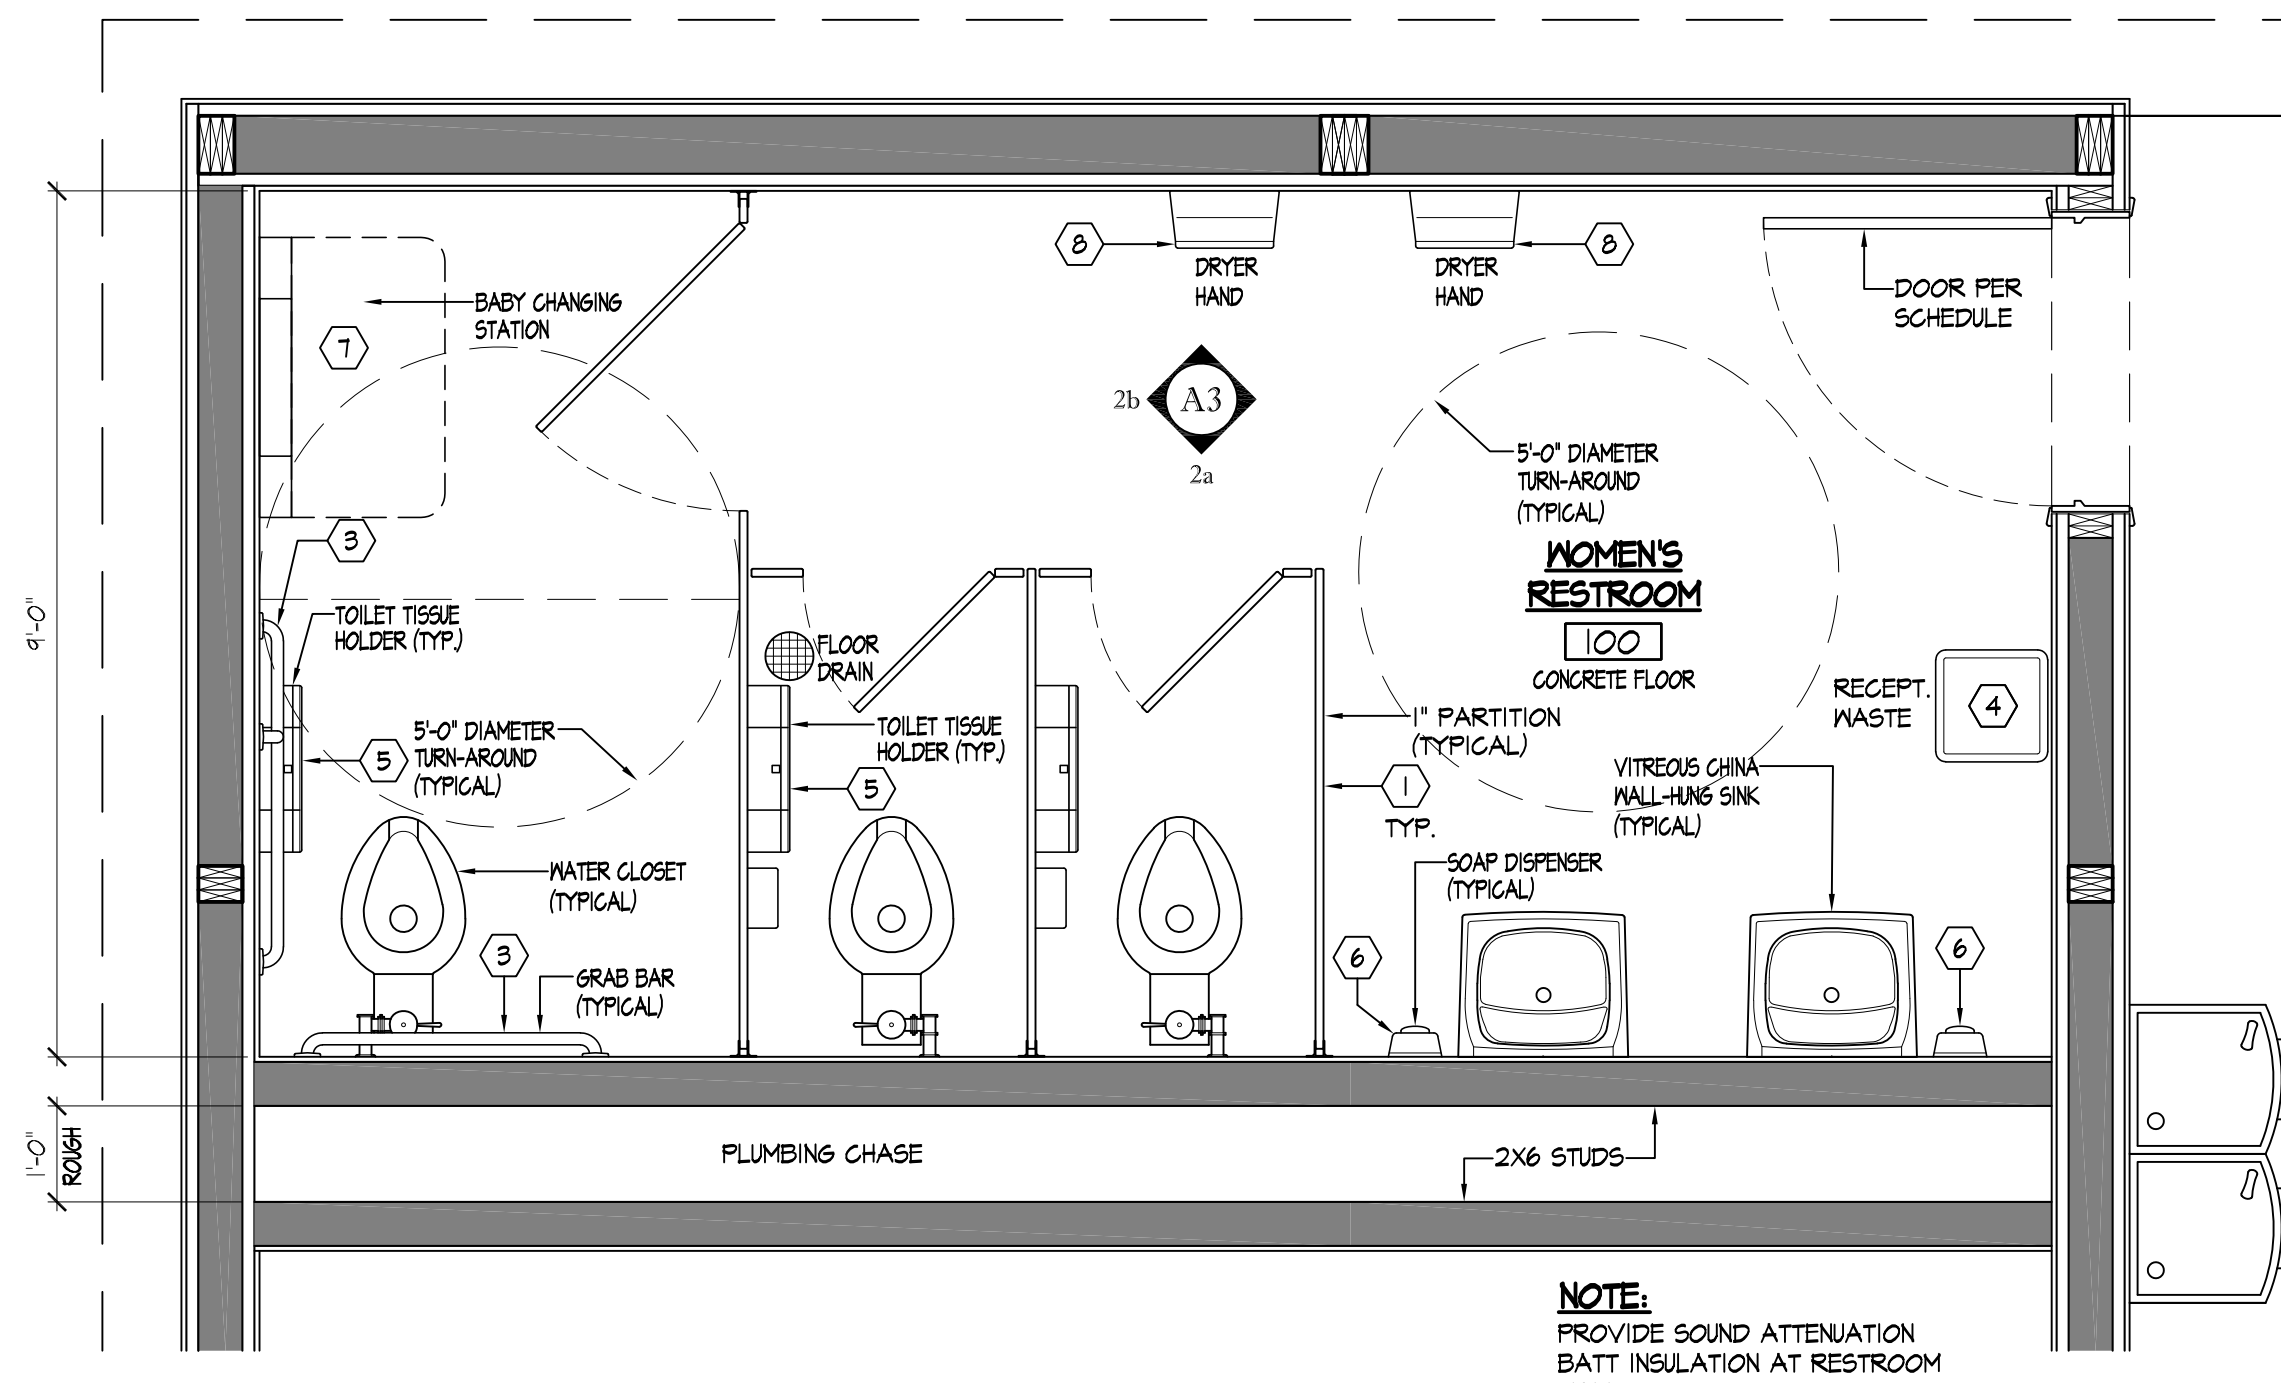 8
8
DRYER
HAND
DRYER
HAND
DOOR PER
SCHEDULE
BABY CHANGING
STATION
7
2b
A3
2a
5'-0" DIAMETER
TURN-AROUND
(TYPICAL)
3
WOMEN'S
RESTROOM
100
CONCRETE FLOOR
9'-0"
TOILET TISSUE
HOLDER (TYP.)
FLOOR
DRAIN
RECEPT.
WASTE
4
5'-0" DIAMETER
TURN-AROUND
(TYPICAL)
5
TOILET TISSUE
HOLDER (TYP.)
5
1" PARTITION
(TYPICAL)
1
TYP.
VITREOUS CHINA
WALL-HUNG SINK
(TYPICAL)
WATER CLOSET
(TYPICAL)
SOAP DISPENSER
(TYPICAL)
3
GRAB BAR
(TYPICAL)
6
6
1'-0"
ROUGH
PLUMBING CHASE
2X6 STUDS
NOTE:
PROVIDE SOUND ATTENUATION
BATT INSULATION AT RESTROOM